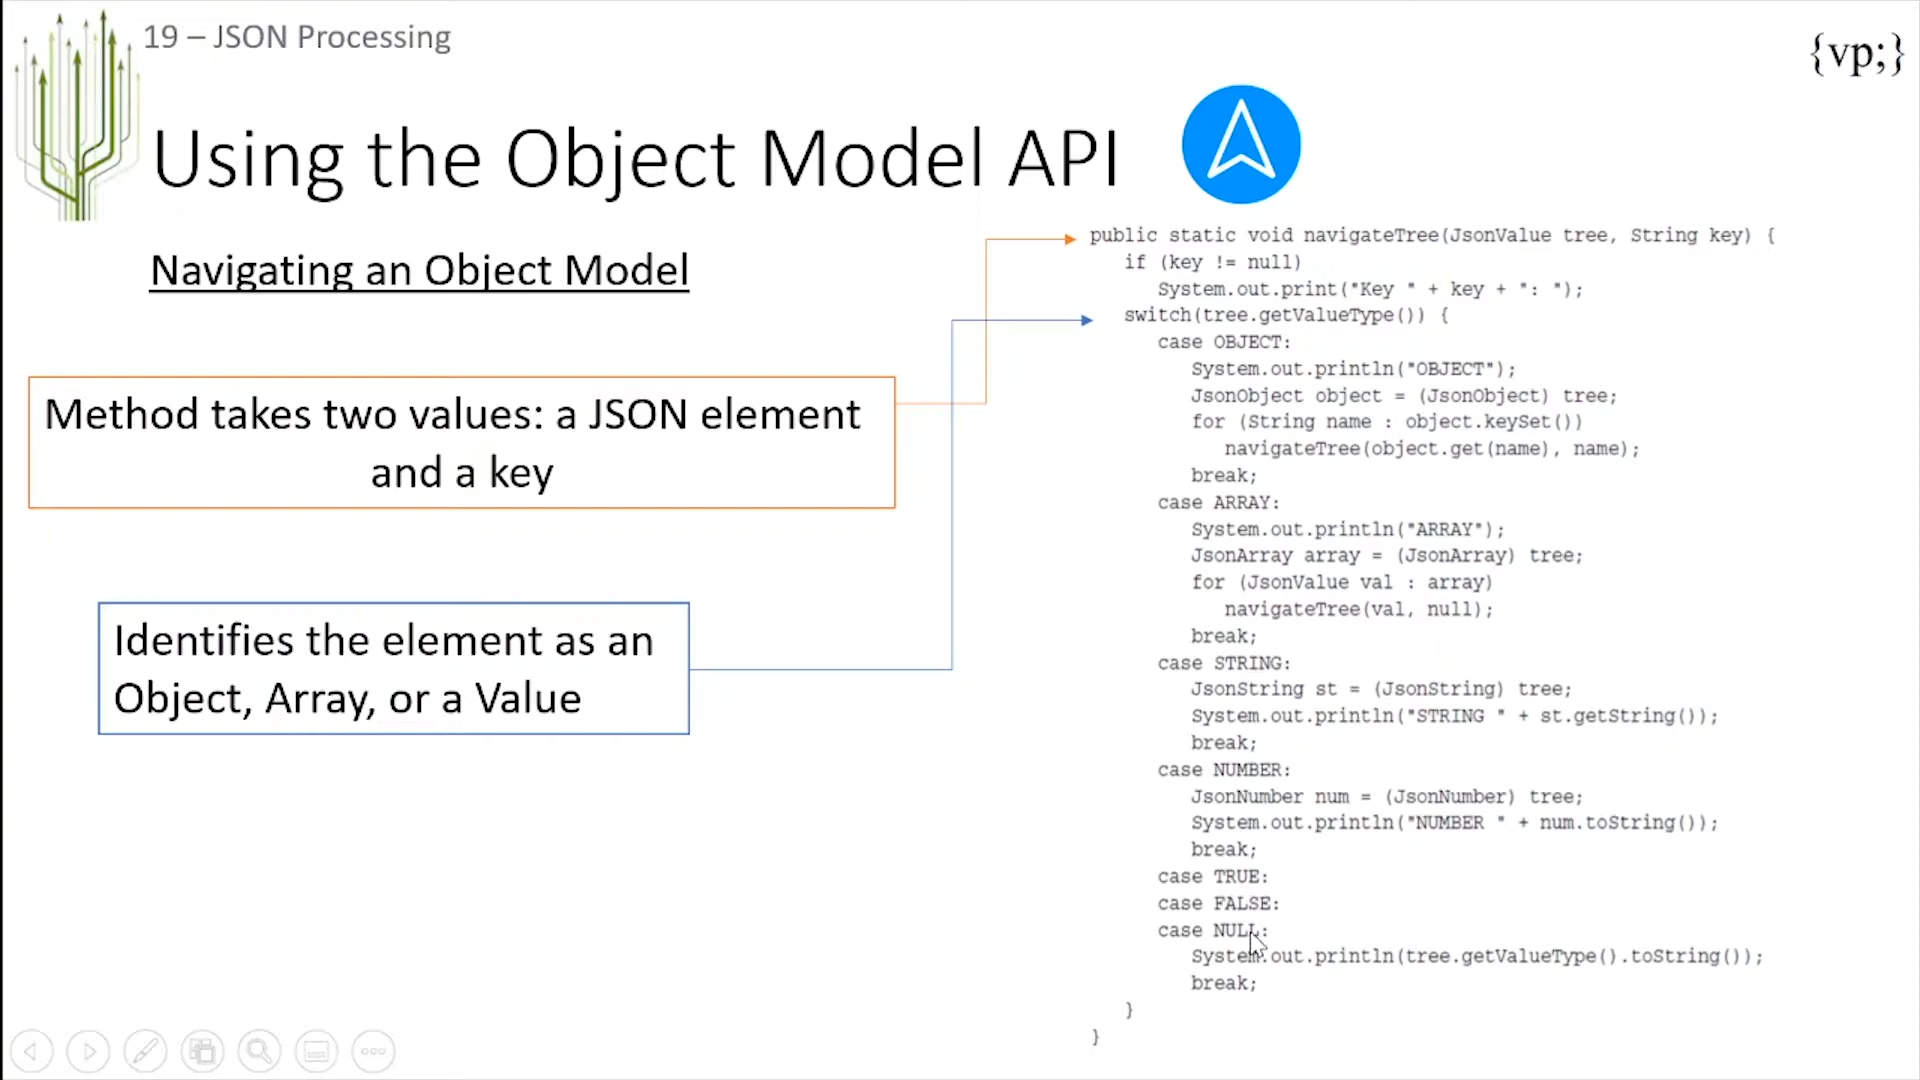 19 – JSON Processing
{vp;}
Using the Object Model API
Navigating an Object Model
Method takes two values: a JSON element
and a key
Identifies the element as an
Object, Array, or a Value
public static void navigateTree(JsonValue tree, String key) {
if (key != null)
System.out.print("Key " + key + ": ");
switch(tree.getValueType()) {
case OBJECT:
System.out.println("OBJECT");
JsonObject object = (JsonObject) tree;
for (String name : object.keySet())
navigateTree(object.get(name), name);
break;
case ARRAY:
System.out.println("ARRAY");
JsonArray array = (JsonArray) tree;
for (JsonValue val : array)
navigateTree(val, null);
break;
case STRING:
JsonString st = (JsonString) tree;
System.out.println("STRING " + st.getString());
break;
case NUMBER:
JsonNumber num = (JsonNumber) tree;
System.out.println("NUMBER " + num.toString());
break;
case TRUE:
case FALSE:
case NULL:
System.out.println(tree.getValueType().toString());
break;
}
}